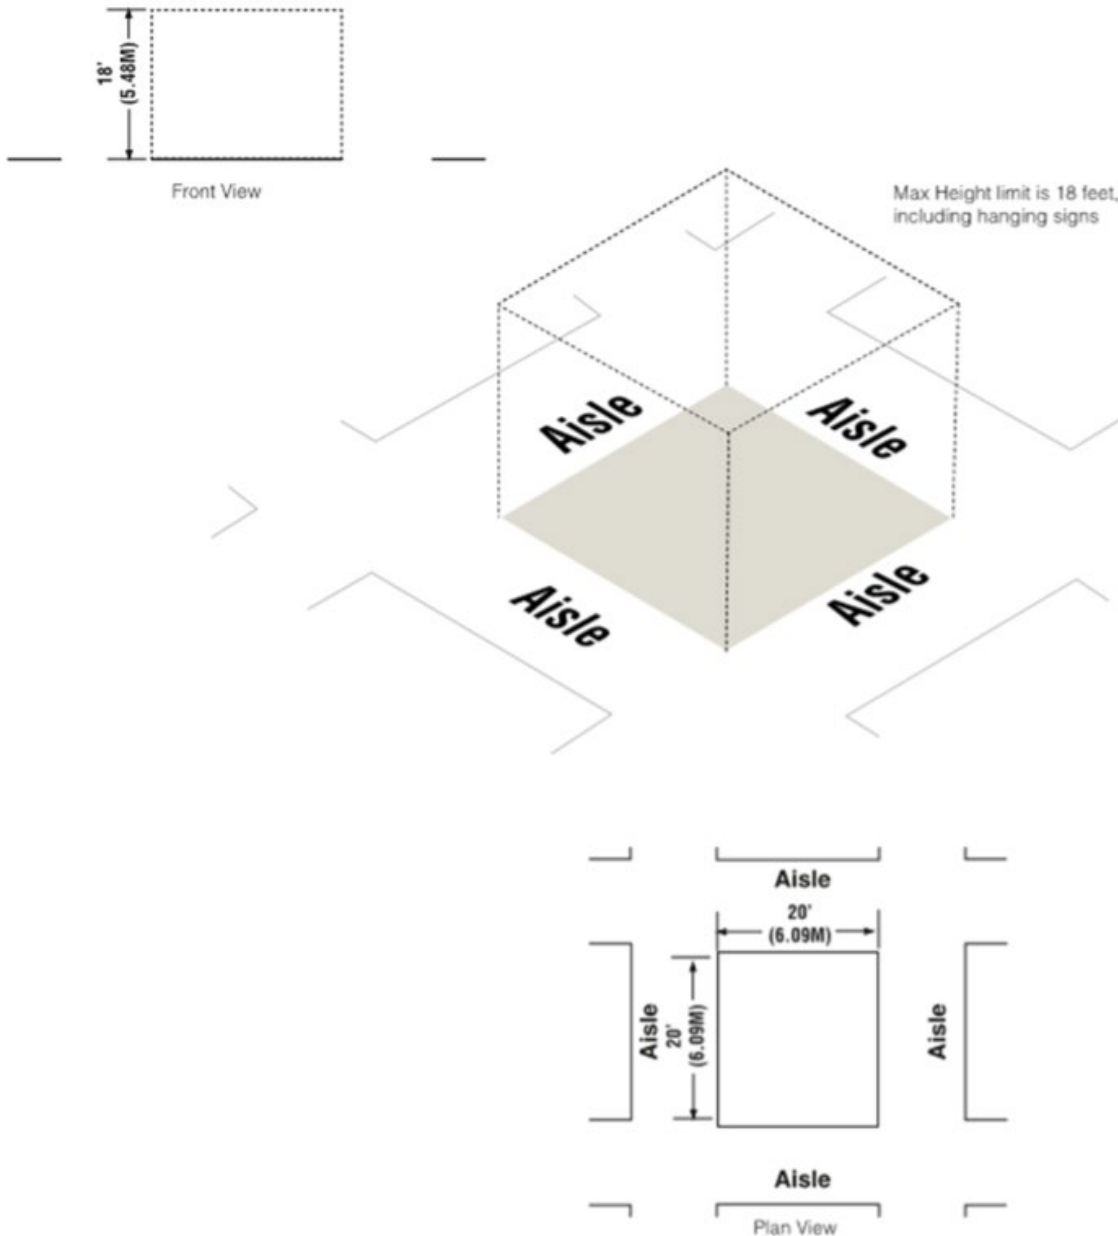 18'
(5.48M)
Front View
Max Height limit is 18 feet,
including hanging signs
Aisle
Aisle
Aisle
Aisle
Aisle
20'
(6.09M)
Aisle
20'
(6.09M)
Aisle
Aisle
Plan View